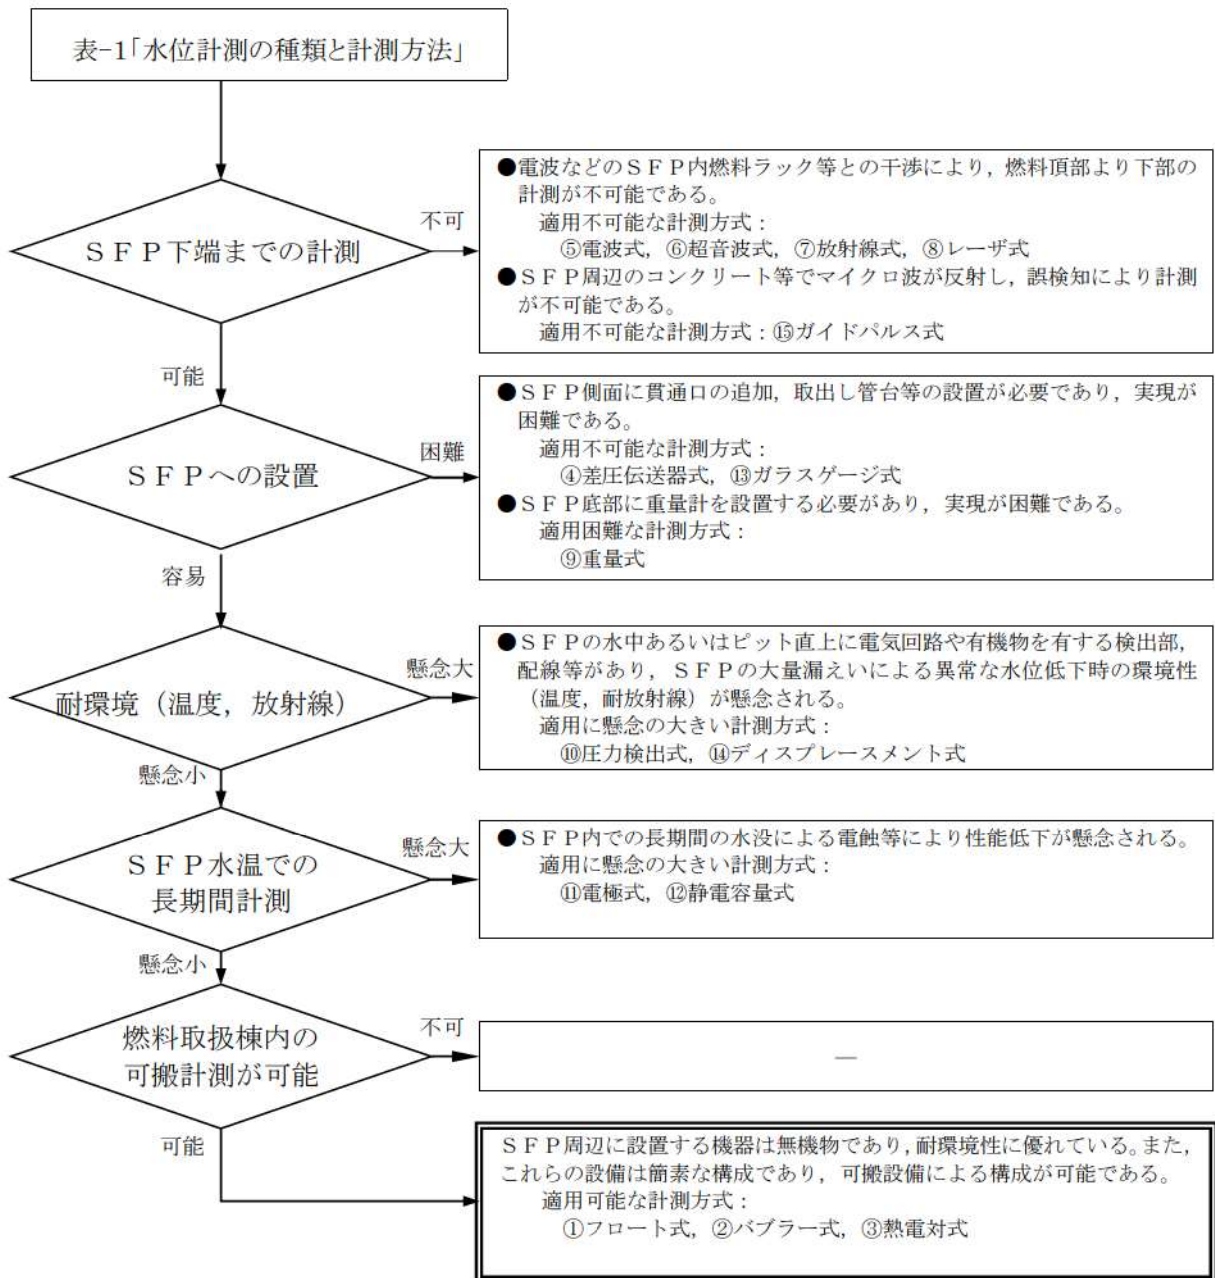 表-1「水位計測の種類と計測方法」
ＳＦＰ下端までの計測
不可
●電波などのＳＦＰ内燃料ラック等との干渉により，燃料頂部より下部の
計測が不可能である。
適用不可能な計測方式：
⑤電波式，⑥超音波式，⑦放射線式，⑧レーザ式
●ＳＦＰ周辺のコンクリート等でマイクロ波が反射し，誤検知により計測
が不可能である。
適用不可能な計測方式：⑮ガイドパルス式
可能
ＳＦＰへの設置
困難
●ＳＦＰ側面に貫通口の追加，取出し管台等の設置が必要であり，実現が
困難である。
適用不可能な計測方式：
④差圧伝送器式，⑬ガラスゲージ式
●ＳＦＰ底部に重量計を設置する必要があり，実現が困難である。
適用困難な計測方式：
⑨重量式
容易
耐環境（温度，放射線）
懸念大
●ＳＦＰの水中あるいはピット直上に電気回路や有機物を有する検出部，
配線等があり，ＳＦＰの大量漏えいによる異常な水位低下時の環境性
（温度，耐放射線）が懸念される。
適用に懸念の大きい計測方式：
⑩圧力検出式，⑭ディスプレースメント式
懸念小
ＳＦＰ水温での
長期間計測
懸念大
●ＳＦＰ内での長期間の水没による電蝕等により性能低下が懸念される。
適用に懸念の大きい計測方式：
⑪電極式，⑫静電容量式
懸念小
燃料取扱棟内の
可搬計測が可能
不可
―
可能
ＳＦＰ周辺に設置する機器は無機物であり，耐環境性に優れている。また，
これらの設備は簡素な構成であり，可搬設備による構成が可能である。
適用可能な計測方式：
①フロート式，②バブラー式，③熱電対式